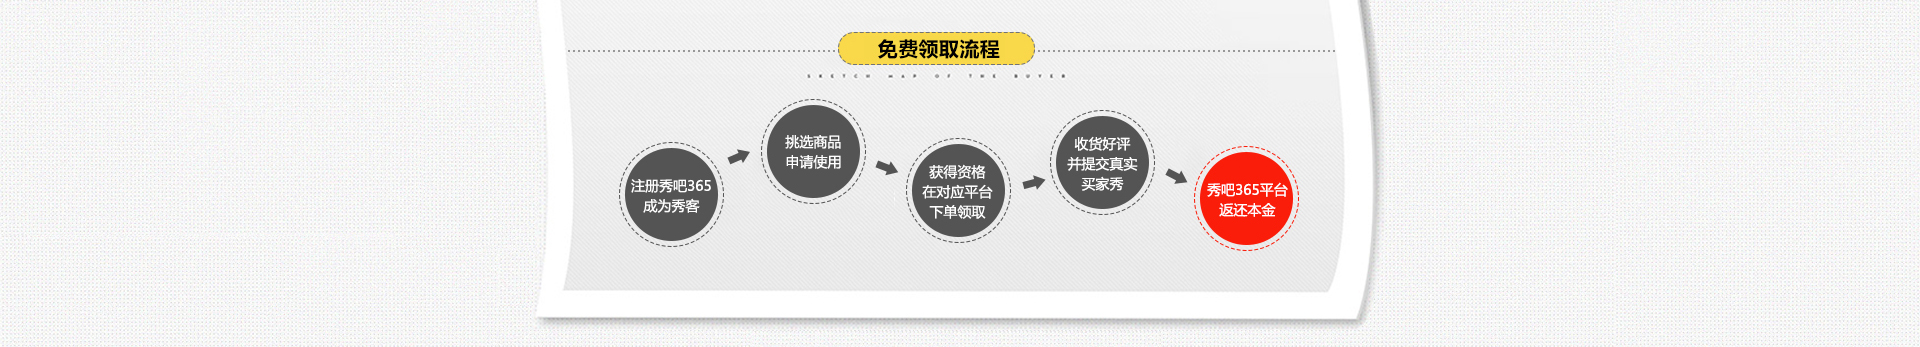 免费领取流程
SKETCH MAP OF THE BUYER
注册秀吧365
成为秀客
挑选商品
申请使用
获得资格
在对应平台
下单领取
收货好评
并提交真实
买家秀
秀吧365平台
返还本金